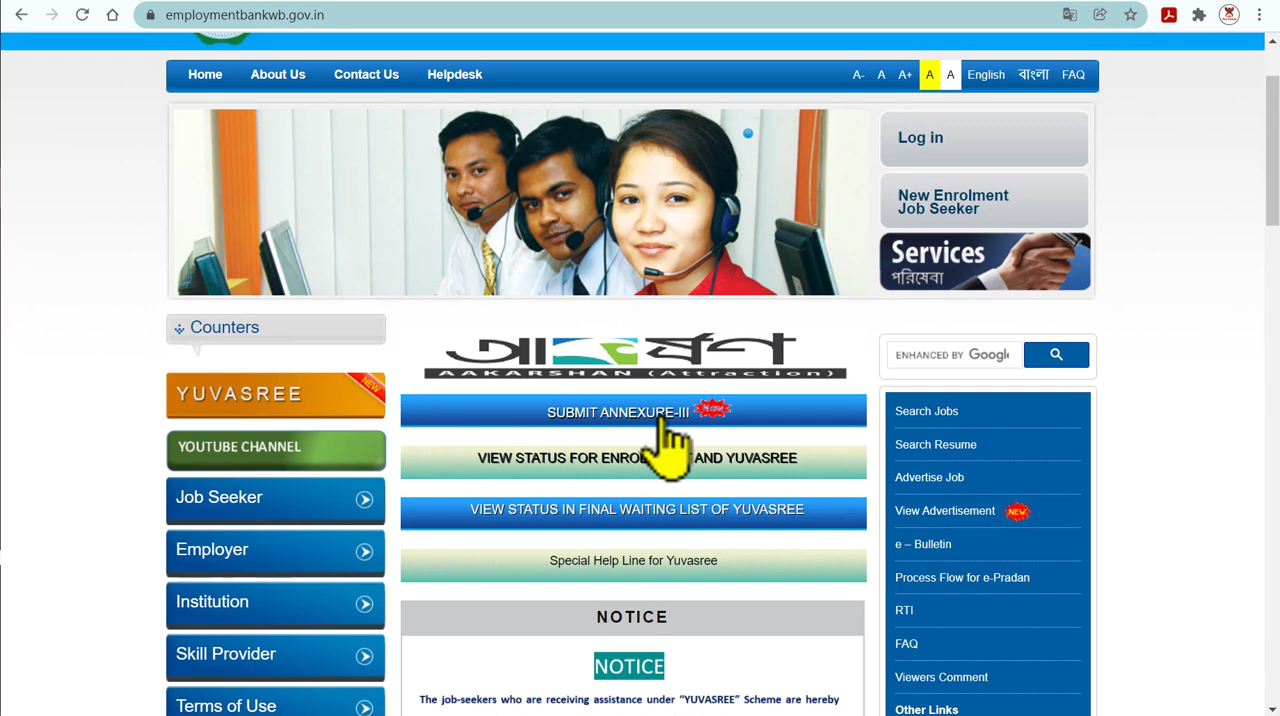 employmentbankwb.gov.in
Home About Us Contact Us Helpdesk A- A A+ A A English বাংলা FAQ
Log in
New Enrolment
Job Seeker
Services
পরিষেবা
Counters
YUVASREE NEW
YOUTUBE CHANNEL
Job Seeker
Employer
Institution
Skill Provider
Terms of Use
আকর্ষণ
AAKARSHAN (Attraction)
SUBMIT ANNEXURE-III New
VIEW STATUS FOR AND YUVASREE
VIEW STATUS IN FINAL WAITING LIST OF YUVASREE
Special Help Line for Yuvasree
NOTICE
NOTICE
The job-seekers who are receiving assistance under “YUVASREE” Scheme are hereby
ENHANCED BY Google
Search Jobs
Search Resume
Advertise Job
View Advertisement NEW
e – Bulletin
Process Flow for e-Pradan
RTI
FAQ
Viewers Comment
Other Links